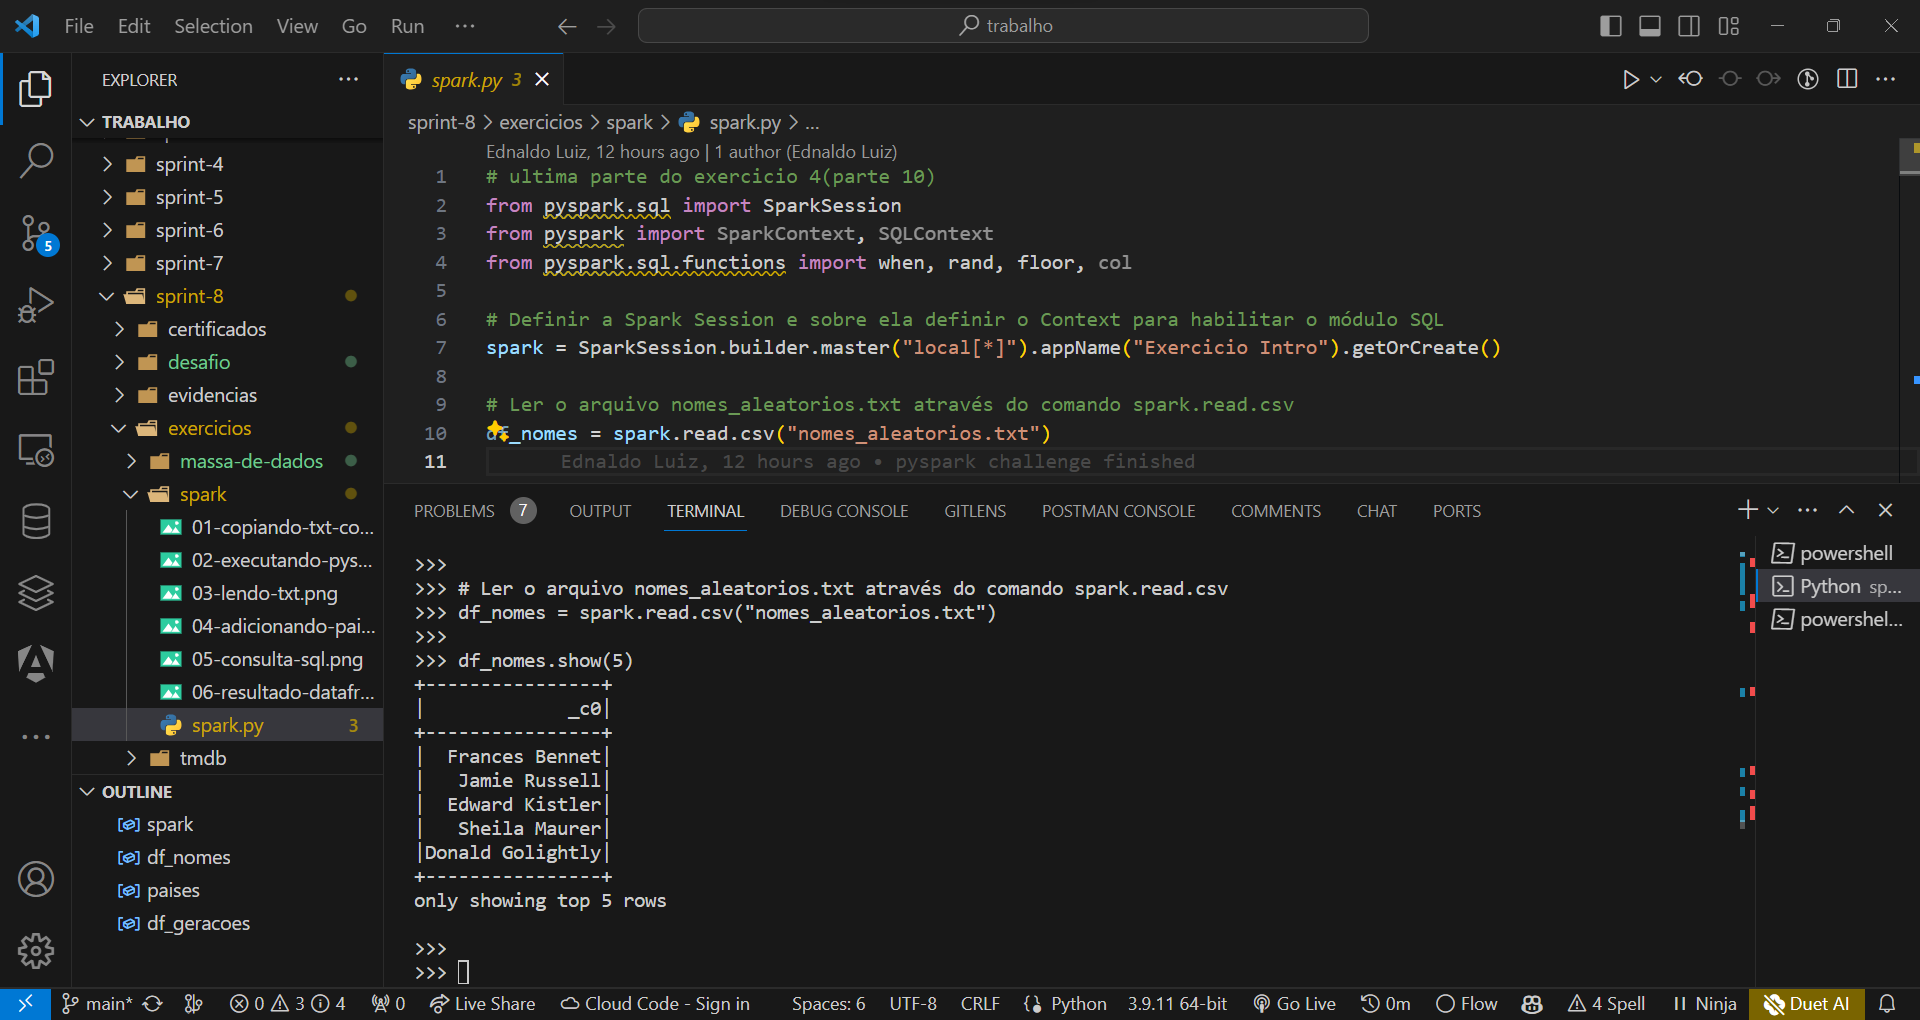 File Edit Selection View Go Run ··· trabalho
EXPLORER ···
TRABALHO
sprint-4
sprint-5
sprint-6
sprint-7
sprint-8
certificados
desafio
evidencias
exercicios
massa-de-dados
spark
01-copiando-txt-co...
02-executando-pys...
03-lendo-txt.png
04-adicionando-pai...
05-consulta-sql.png
06-resultado-datafr...
spark.py 3
tmdb
OUTLINE
spark
df_nomes
paises
df_geracoes
5
spark.py 3
sprint-8 > exercicios > spark > spark.py > ...
Ednaldo Luiz, 12 hours ago | 1 author (Ednaldo Luiz)
1 # ultima parte do exercicio 4(parte 10)
2 from pyspark.sql import SparkSession
3 from pyspark import SparkContext, SQLContext
4 from pyspark.sql.functions import when, rand, floor, col
5
6 # Definir a Spark Session e sobre ela definir o Context para habilitar o módulo SQL
7 spark = SparkSession.builder.master("local[*]").appName("Exercicio Intro").getOrCreate()
8
9 # Ler o arquivo nomes_aleatorios.txt através do comando spark.read.csv
10 df_nomes = spark.read.csv("nomes_aleatorios.txt")
11 Ednaldo Luiz, 12 hours ago • pyspark challenge finished
PROBLEMS 7 OUTPUT TERMINAL DEBUG CONSOLE GITLENS POSTMAN CONSOLE COMMENTS CHAT PORTS
>>>
>>> # Ler o arquivo nomes_aleatorios.txt através do comando spark.read.csv
>>> df_nomes = spark.read.csv("nomes_aleatorios.txt")
>>>
>>> df_nomes.show(5)
+----------------+
|             _c0|
+----------------+
|  Frances Bennet|
|   Jamie Russell|
|  Edward Kistler|
|   Sheila Maurer|
|Donald Golightly|
+----------------+
only showing top 5 rows
>>>
>>>
powershell
Python sp...
powershel...
main* 0 3 4 0 Live Share Cloud Code - Sign in Spaces: 6 UTF-8 CRLF Python 3.9.11 64-bit Go Live 0m Flow 4 Spell Ninja Duet AI